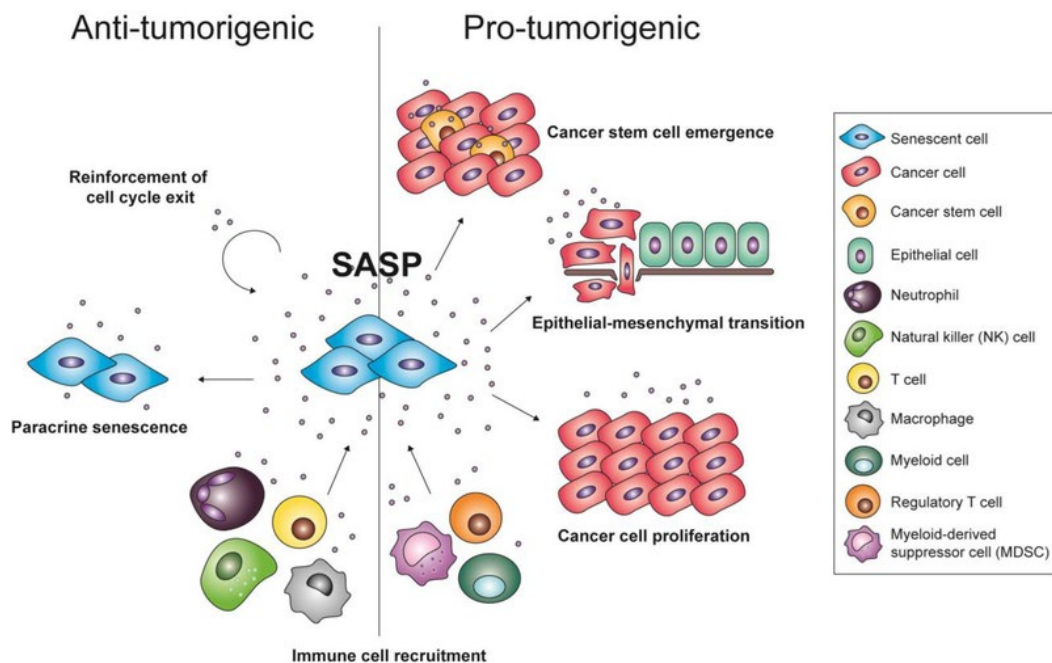 Anti-tumorigenic
Pro-tumorigenic
Reinforcement of
cell cycle exit
SASP
Paracrine senescence
Cancer stem cell emergence
Epithelial-mesenchymal transition
Cancer cell proliferation
Immune cell recruitment
Senescent cell
Cancer cell
Cancer stem cell
Epithelial cell
Neutrophil
Natural killer (NK) cell
T cell
Macrophage
Myeloid cell
Regulatory T cell
Myeloid-derived
suppressor cell (MDSC)